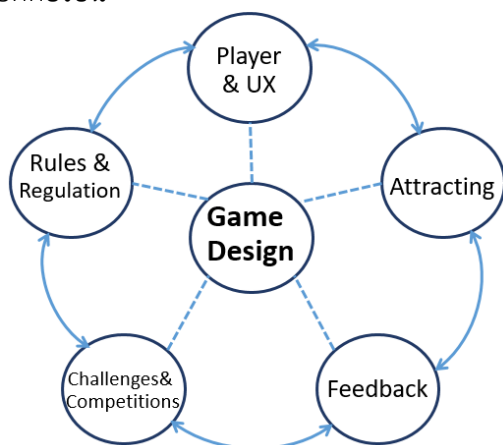 Player
& UX
Rules &
Regulation
Attracting
Game
Design
Challenges&
Competitions
Feedback